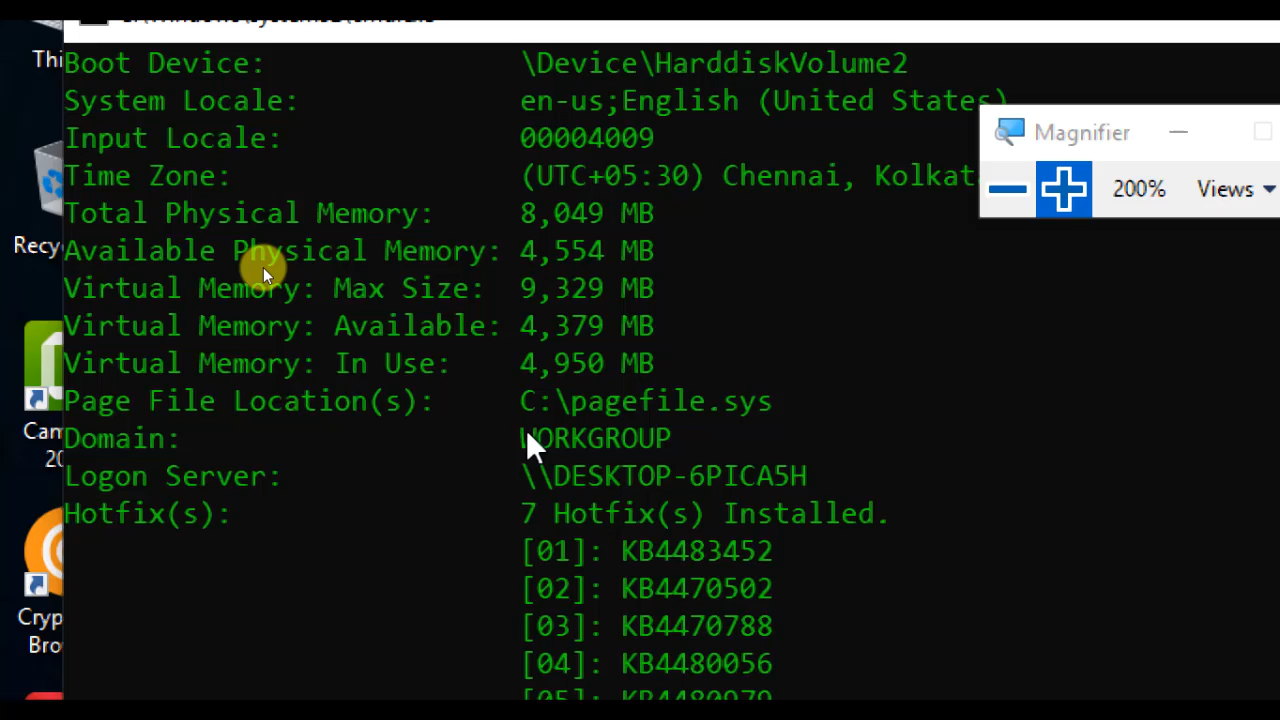 Boot Device: \Device\HarddiskVolume2
System Locale: en-us;English (United States)
Input Locale: 00004009
Time Zone: (UTC+05:30) Chennai, Kolkat
Total Physical Memory: 8,049 MB
Available Physical Memory: 4,554 MB
Virtual Memory: Max Size: 9,329 MB
Virtual Memory: Available: 4,379 MB
Virtual Memory: In Use: 4,950 MB
Page File Location(s): C:\pagefile.sys
Domain: WORKGROUP
Logon Server: \\DESKTOP-6PICA5H
Hotfix(s): 7 Hotfix(s) Installed.
[01]: KB4483452
[02]: KB4470502
[03]: KB4470788
[04]: KB4480056
[05]: KB4480979
Magnifier
200% Views
Thi
Recy
Cam
20
Cryp
Bro